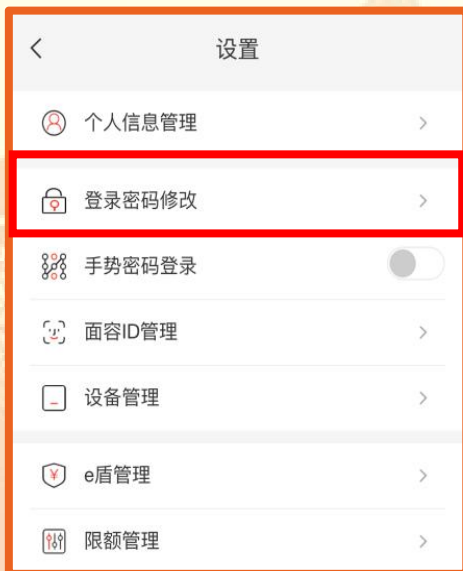 设置
个人信息管理
登录密码修改
手势密码登录
面容ID管理
设备管理
e盾管理
限额管理